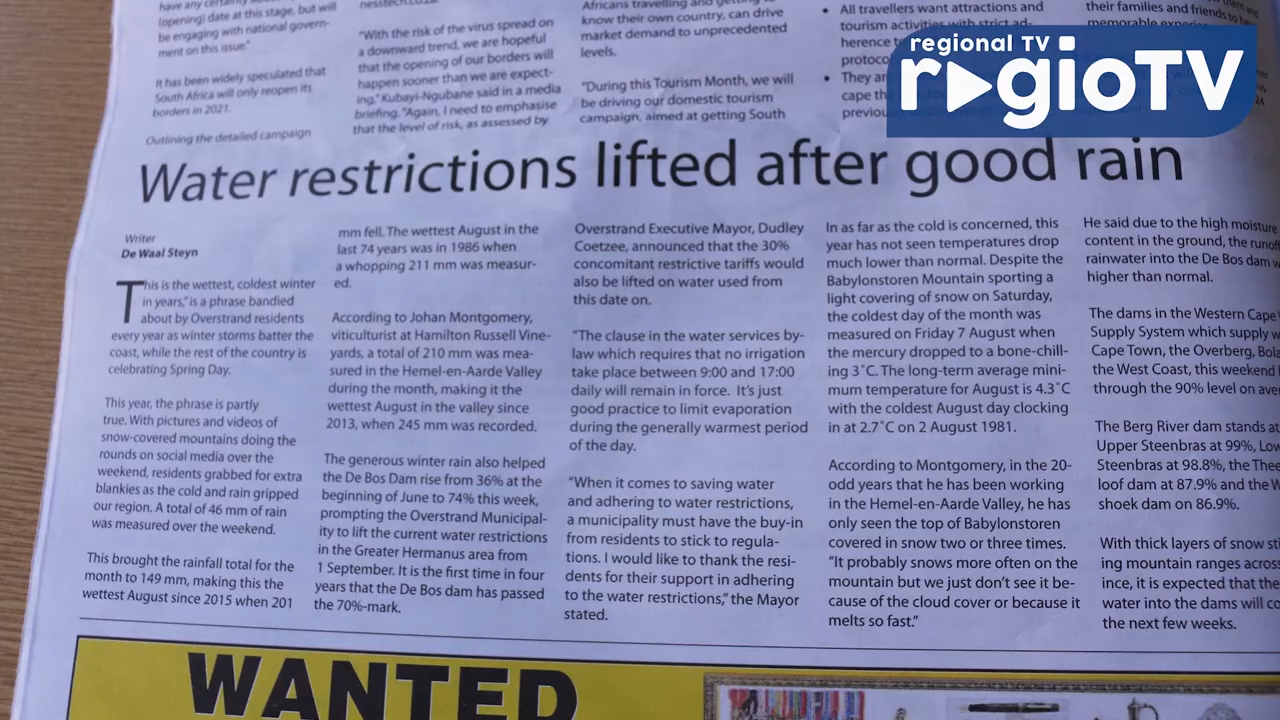 regional TV
regioTV
have any certainty
(opening) date at this stage, but will
be engaging with national govern-
ment on this issue."
It has been widely speculated that
South Africa will only reopen its
borders in 2021.
Outlining the detailed campaign
"With the risk of the virus spread on
a downward trend, we are hopeful
that the opening of our borders will
happen sooner than we are expect-
ing," Kubayi-Ngubane said in a media
briefing. "Again, I need to emphasise
that the level of risk, as assessed by
Africans travelling and getting to
know their own country, can drive
market demand to unprecedented
levels.
"During this Tourism Month, we will
be driving our domestic tourism
campaign, aimed at getting South
• All travellers want attractions and
tourism activities with strict ad-
herence
protoco
• They are
cape
previously
their families and friends to
memorable
Water restrictions lifted after good rain
Writer
De Waal Steyn
This is the wettest, coldest winter
in years," is a phrase bandied
about by Overstrand residents
every year as winter storms batter the
coast, while the rest of the country is
celebrating Spring Day.
This year, the phrase is partly
true. With pictures and videos of
snow-covered mountains doing the
rounds on social media over the
weekend, residents grabbed for extra
blankies as the cold and rain gripped
our region. A total of 46 mm of rain
was measured over the weekend.
This brought the rainfall total for the
month to 149 mm, making this the
wettest August since 2015 when 201
mm fell. The wettest August in the
last 74 years was in 1986 when
a whopping 211 mm was measur-
ed.
According to Johan Montgomery,
viticulturist at Hamilton Russell Vine-
yards, a total of 210 mm was mea-
sured in the Hemel-en-Aarde Valley
during the month, making it the
wettest August in the valley since
2013, when 245 mm was recorded.
The generous winter rain also helped
the De Bos Dam rise from 36% at the
beginning of June to 74% this week,
prompting the Overstrand Municipal-
ity to lift the current water restrictions
in the Greater Hermanus area from
1 September. It is the first time in four
years that the De Bos dam has passed
the 70%-mark.
Overstrand Executive Mayor, Dudley
Coetzee, announced that the 30%
concomitant restrictive tariffs would
also be lifted on water used from
this date on.
"The clause in the water services by-
law which requires that no irrigation
take place between 9:00 and 17:00
daily will remain in force. It's just
good practice to limit evaporation
during the generally warmest period
of the day.
"When it comes to saving water
and adhering to water restrictions,
a municipality must have the buy-in
from residents to stick to regula-
tions. I would like to thank the resi-
dents for their support in adhering
to the water restrictions," the Mayor
stated.
In as far as the cold is concerned, this
year has not seen temperatures drop
much lower than normal. Despite the
Babylonstoren Mountain sporting a
light covering of snow on Saturday,
the coldest day of the month was
measured on Friday 7 August when
the mercury dropped to a bone-chill-
ing 3˚C. The long-term average mini-
mum temperature for August is 4.3˚C
with the coldest August day clocking
in at 2.7˚C on 2 August 1981.
According to Montgomery, in the 20-
odd years that he has been working
in the Hemel-en-Aarde Valley, he has
only seen the top of Babylonstoren
covered in snow two or three times.
"It probably snows more often on the
mountain but we just don't see it be-
cause of the cloud cover or because it
melts so fast."
He said due to the high moisture
content in the ground, the runoff
rainwater into the De Bos dam w
higher than normal.
The dams in the Western Cape
Supply System which supply w
Cape Town, the Overberg, Bola
the West Coast, this weekend
through the 90% level on ave
The Berg River dam stands at
Upper Steenbras at 99%, Low
Steenbras at 98.8%, the Thee
loof dam at 87.9% and the W
shoek dam on 86.9%.
With thick layers of snow sti
ing mountain ranges across
ince, it is expected that the
water into the dams will co
the next few weeks.
WANTED